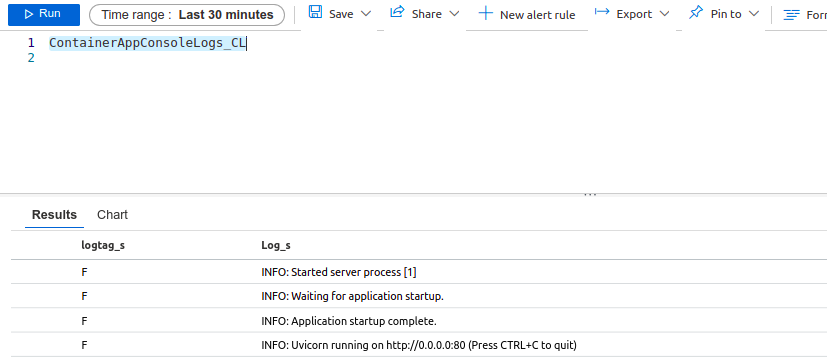 Run Time range : Last 30 minutes Save Share New alert rule Export Pin to For
1 ContainerAppConsoleLogs_CL
2
...
Results Chart
logtag_s Log_s
F INFO: Started server process [1]
F INFO: Waiting for application startup.
F INFO: Application startup complete.
F INFO: Uvicorn running on http://0.0.0.0:80 (Press CTRL+C to quit)